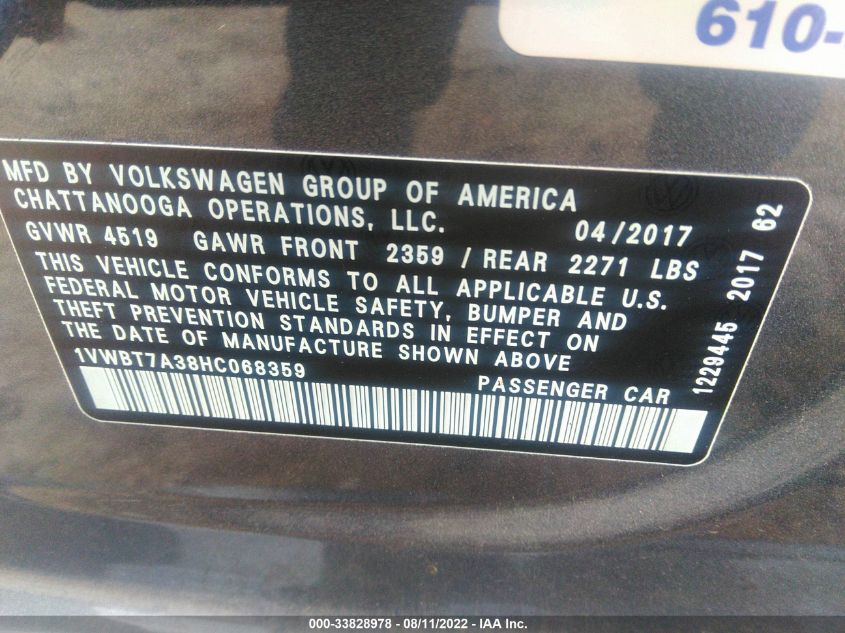 610-
MFD BY VOLKSWAGEN GROUP OF AMERICA
CHATTANOOGA OPERATIONS, LLC. 04/2017
GVWR 4519 GAWR FRONT 2359 / REAR 2271 LBS
THIS VEHICLE CONFORMS TO ALL APPLICABLE U.S.
FEDERAL MOTOR VEHICLE SAFETY, BUMPER AND
THEFT PREVENTION STANDARDS IN EFFECT ON
THE DATE OF MANUFACTURE SHOWN ABOVE
1VWBT7A38HC068359 PASSENGER CAR
1229445 2017 62
000-33828978 - 08/11/2022 - IAA Inc.